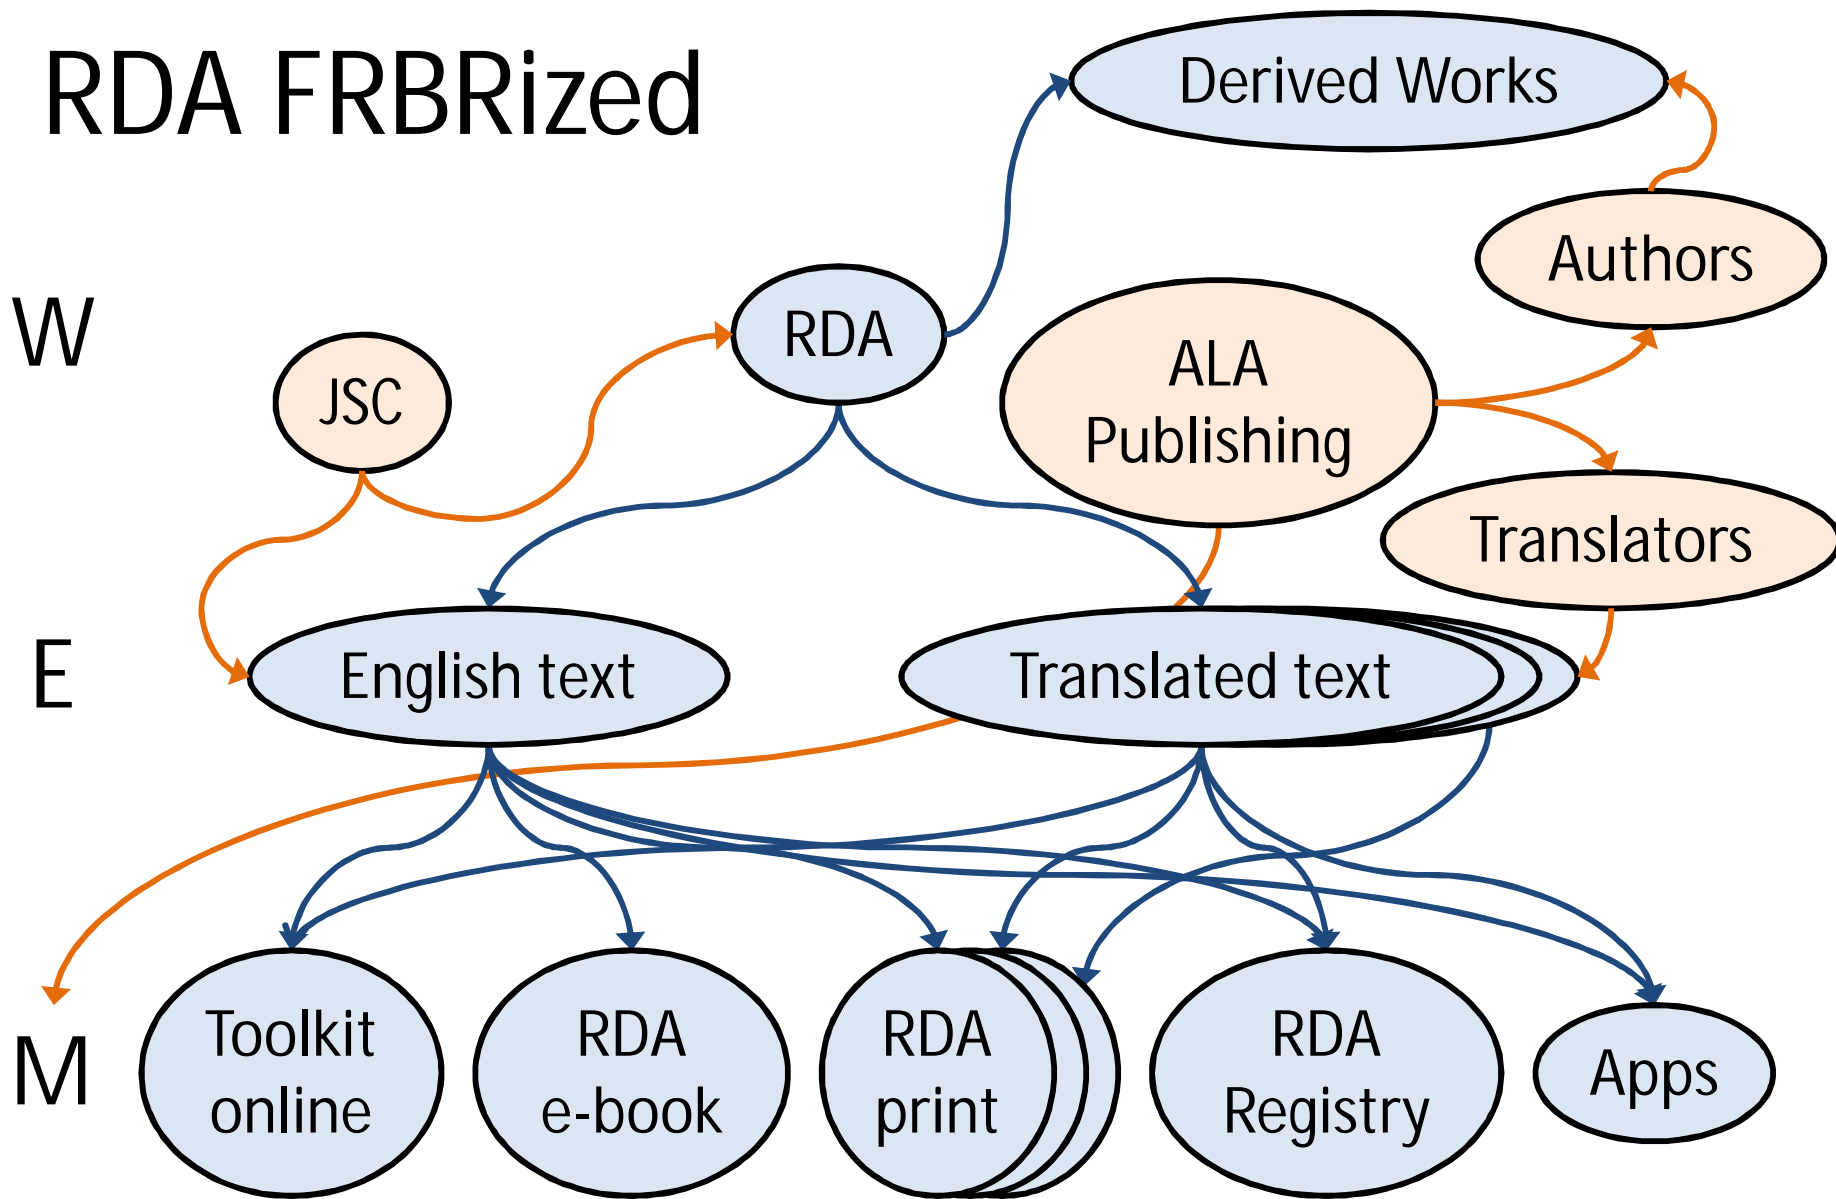 RDA FRBRized
Derived Works
Authors
W
RDA
ALA
Publishing
JSC
Translators
E
English text
Translated text
M
Toolkit
online
RDA
e-book
RDA
print
RDA
Registry
Apps